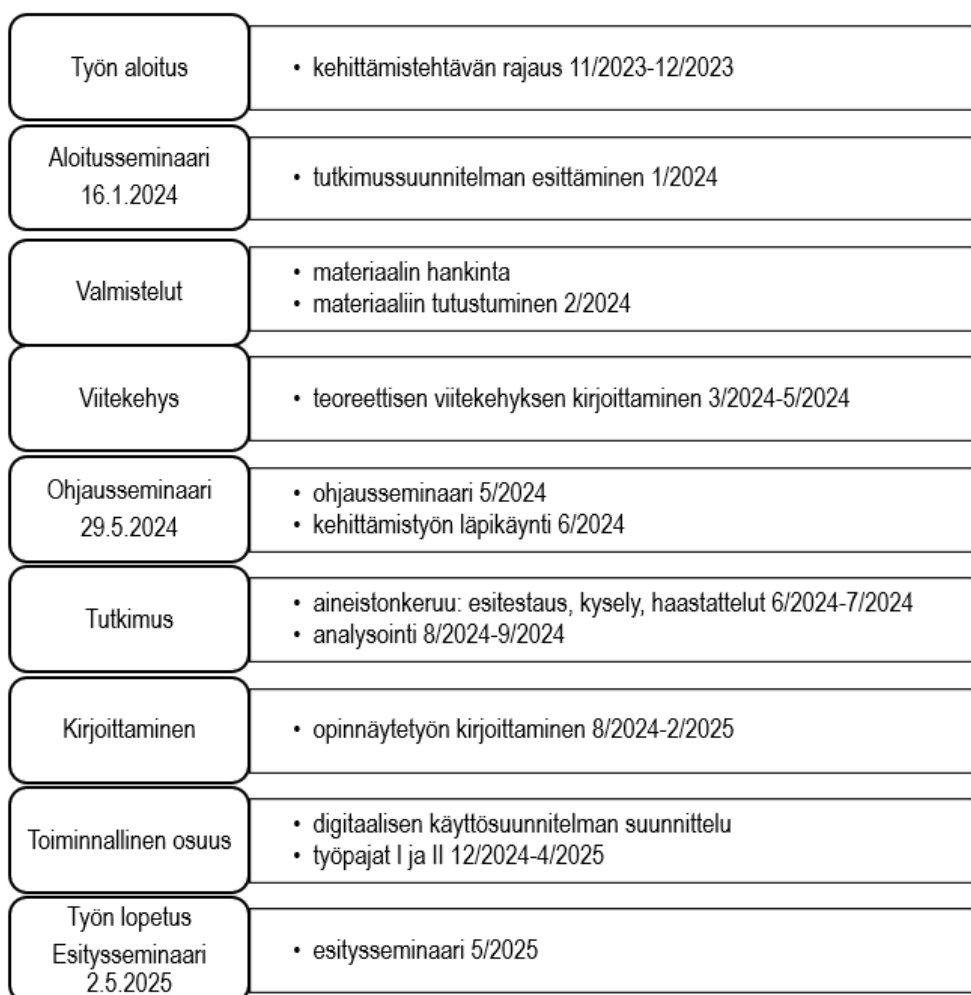 Työn aloitus
• kehittämistehtävän rajaus 11/2023-12/2023
Aloitusseminaari
16.1.2024
• tutkimussuunnitelman esittäminen 1/2024
Valmistelut
• materiaalin hankinta
• materiaaliin tutustuminen 2/2024
Viitekehys
• teoreettisen viitekehyksen kirjoittaminen 3/2024-5/2024
Ohjausseminaari
29.5.2024
• ohjausseminaari 5/2024
• kehittämistyön läpikäynti 6/2024
Tutkimus
• aineistonkeruu: esitestaus, kysely, haastattelut 6/2024-7/2024
• analysointi 8/2024-9/2024
Kirjoittaminen
• opinnäytetyön kirjoittaminen 8/2024-2/2025
Toiminnallinen osuus
• digitaalisen käyttösuunnitelman suunnittelu
• työpajat I ja II 12/2024-4/2025
Työn lopetus
Esitysseminaari
2.5.2025
• esitysseminaari 5/2025